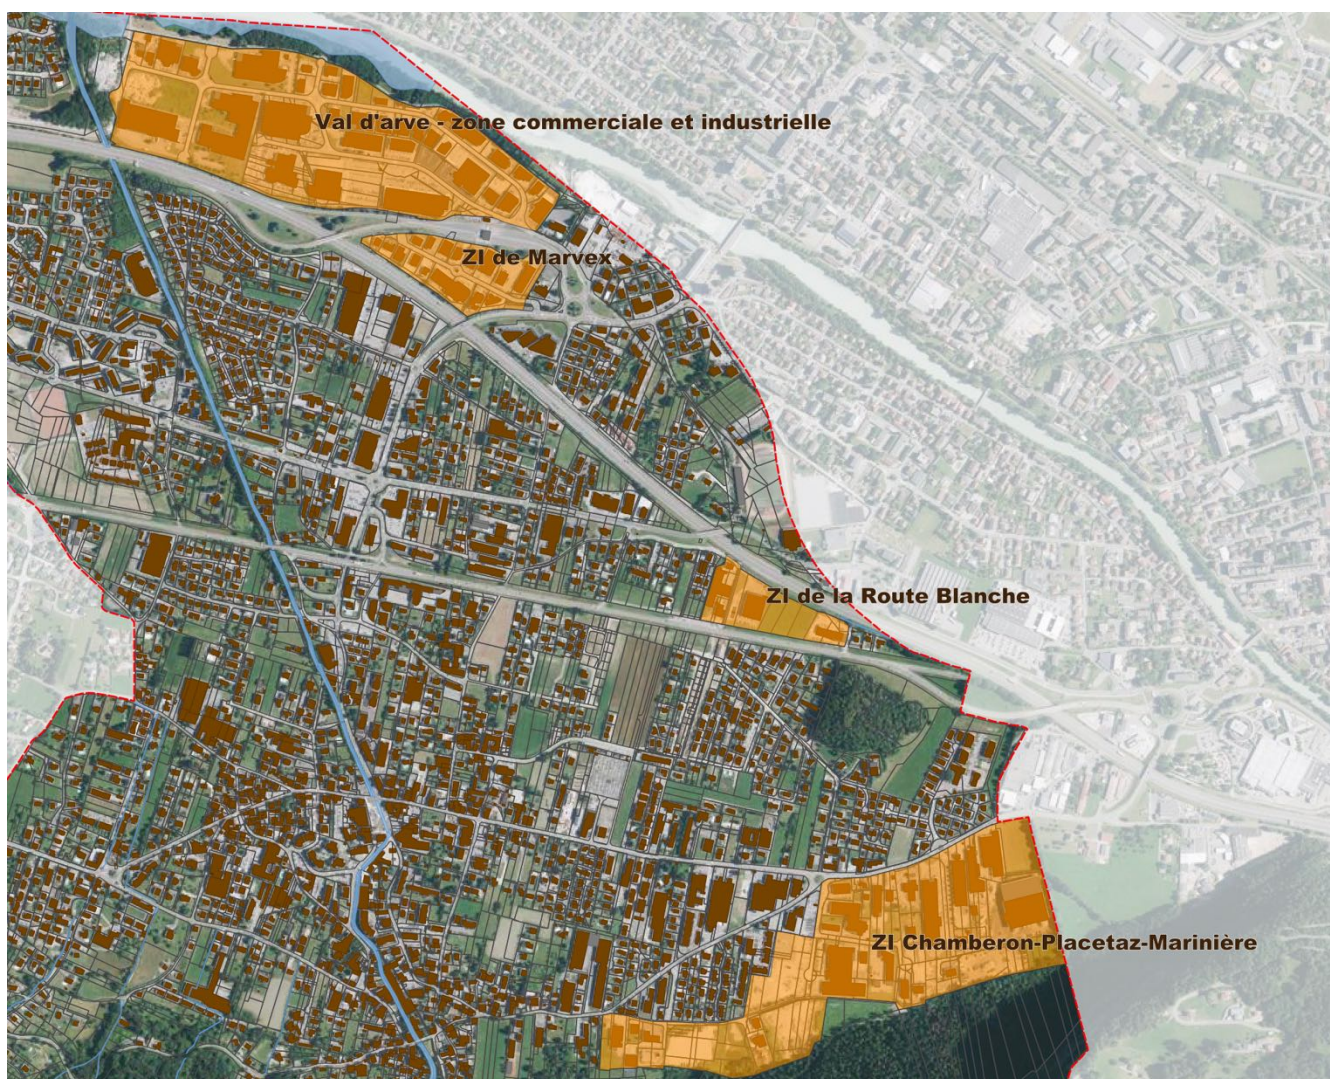 Val d'arve - zone commerciale et industrielle
ZI de Marvex
ZI de la Route Blanche
ZI Chamberon-Placetaz-Marinière